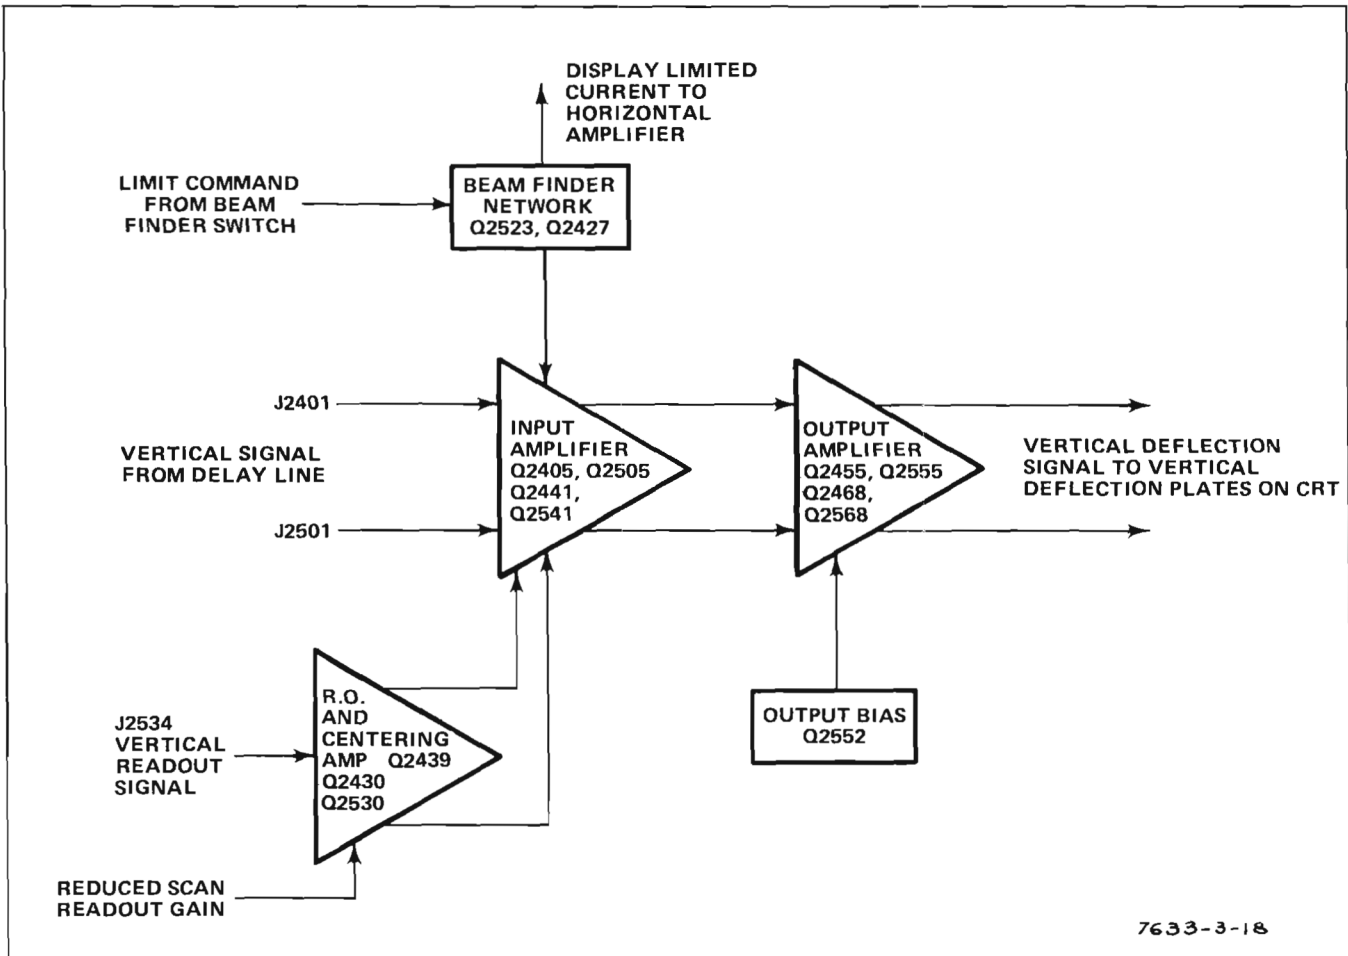 DISPLAY LIMITED
CURRENT TO
HORIZONTAL
AMPLIFIER
LIMIT COMMAND
FROM BEAM
FINDER SWITCH
BEAM FINDER
NETWORK
Q2523, Q2427
J2401
VERTICAL SIGNAL
FROM DELAY LINE
J2501
INPUT
AMPLIFIER
Q2405, Q2505
Q2441,
Q2541
OUTPUT
AMPLIFIER
Q2455, Q2555
Q2468,
Q2568
VERTICAL DEFLECTION
SIGNAL TO VERTICAL
DEFLECTION PLATES ON CRT
J2534
VERTICAL
READOUT
SIGNAL
R.O.
AND
CENTERING
AMP Q2439
Q2430
Q2530
OUTPUT BIAS
Q2552
REDUCED SCAN
READOUT GAIN
7633-3-18